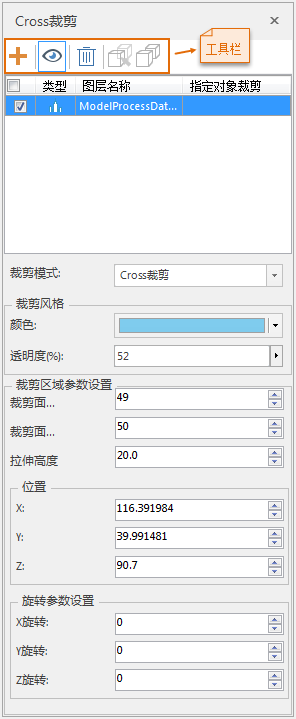 Cross裁剪
工具栏
类型 图层名称 指定对象裁剪
ModelProcessDat...
裁剪模式: Cross裁剪
裁剪风格
颜色:
透明度(%): 52
裁剪区域参数设置
裁剪面... 49
裁剪面... 50
拉伸高度 20.0
位置
X: 116.391984
Y: 39.991481
Z: 90.7
旋转参数设置
X旋转: 0
Y旋转: 0
Z旋转: 0